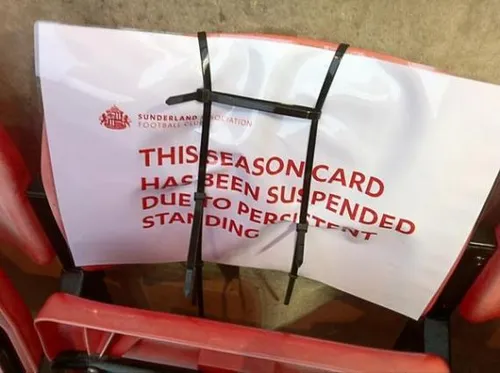 SUNDERLAND ASSOCIATION
FOOTBALL CLUB
THIS SEASON CARD
HAS BEEN SUSPENDED
DUE TO PERSISTENT
STANDING